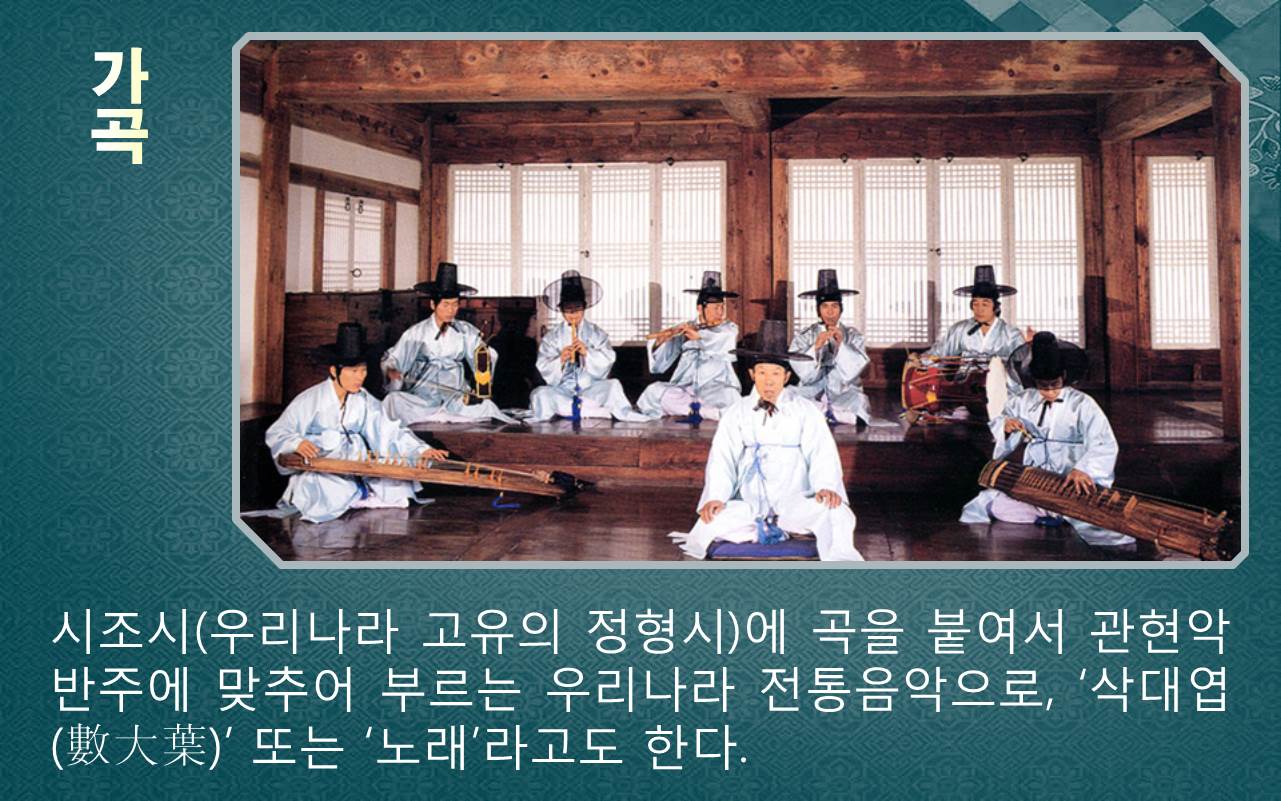 가곡
시조시(우리나라 고유의 정형시)에 곡을 붙여서 관현악
반주에 맞추어 부르는 우리나라 전통음악으로, ‘삭대엽
(數大葉)’ 또는 ‘노래’라고도 한다.